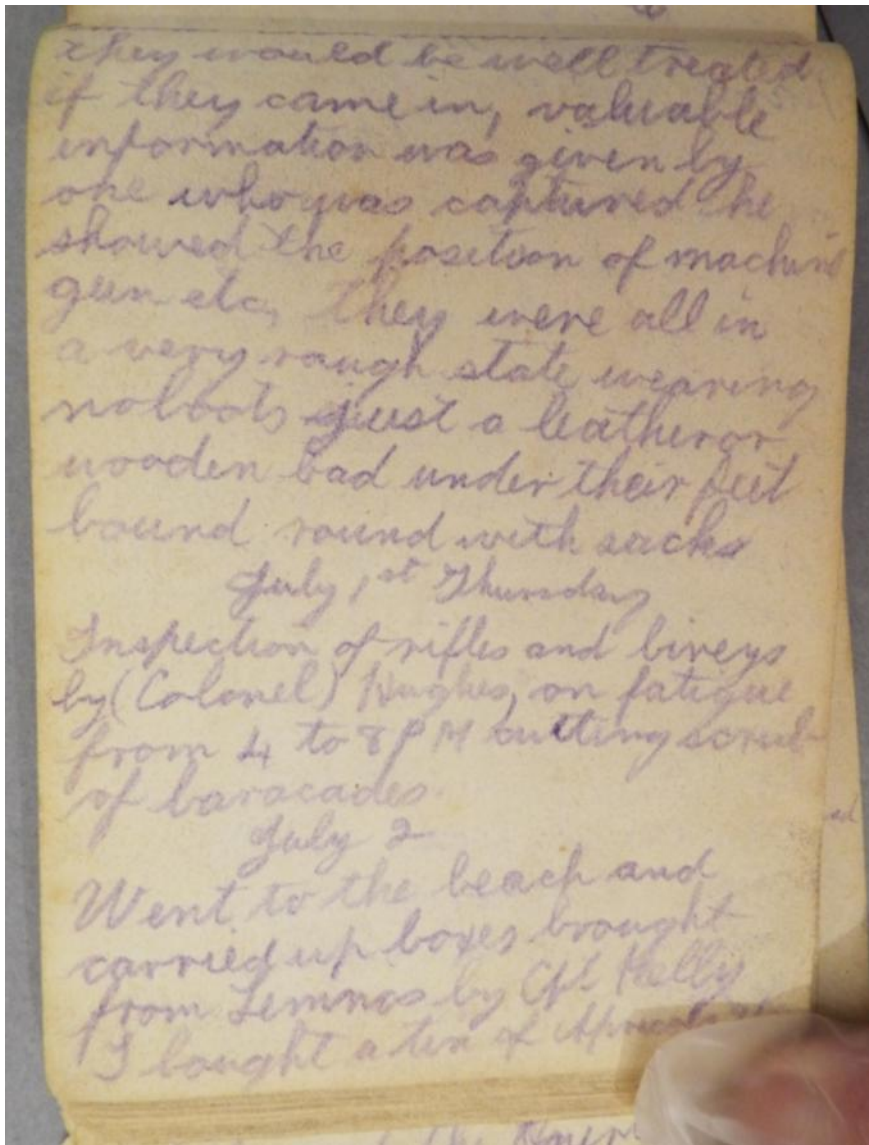 they would be well treated
if they came in, valuable
information was given by
one who was captured he
showed the position of machine
gun etc, they were all in
a very rough state wearing
no boots just a leather or
wooden bad under their feet
bound round with sacks
July 1st Thursday
Inspection of rifles and biveys
by (Colonel) Hughes, on fatigue
from 4 to 8 PM cutting scrub
of baracades.
July 2
Went to the beach and
carried up boxes brought
from Lemnos by Cpl Kelly
I bought a tin of Apricots
the